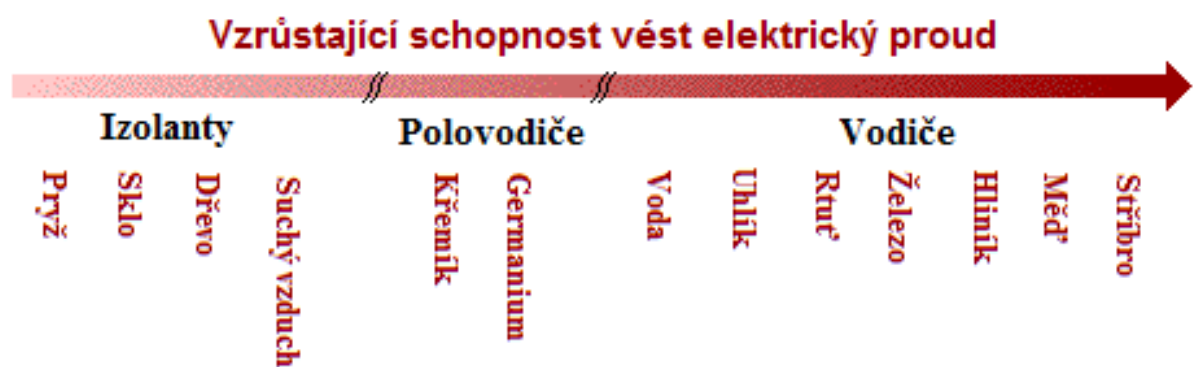 Vzrůstající schopnost vést elektrický proud
Izolanty
Polovodiče
Vodiče
Pryž
Sklo
Dřevo
Suchý vzduch
Křemík
Germanium
Voda
Uhlík
Rtuť
Železo
Hliník
Měď
Stříbro